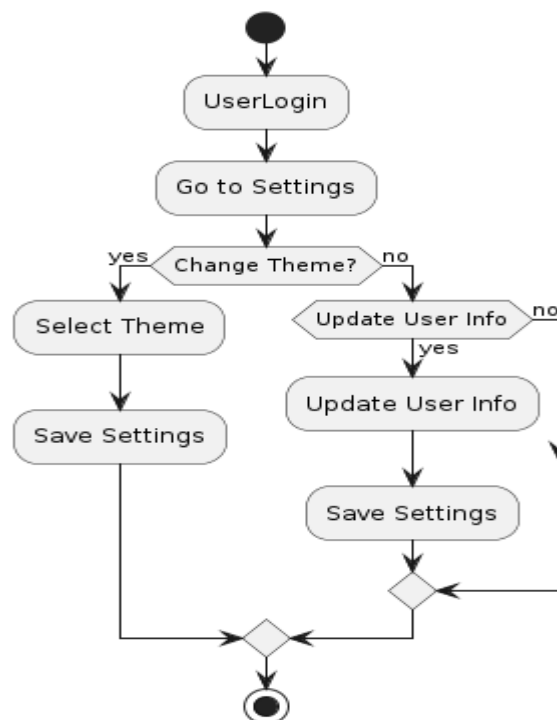 UserLogin
Go to Settings
yes
Change Theme?
no
Select Theme
Update User Info
no
yes
Update User Info
Save Settings
Save Settings